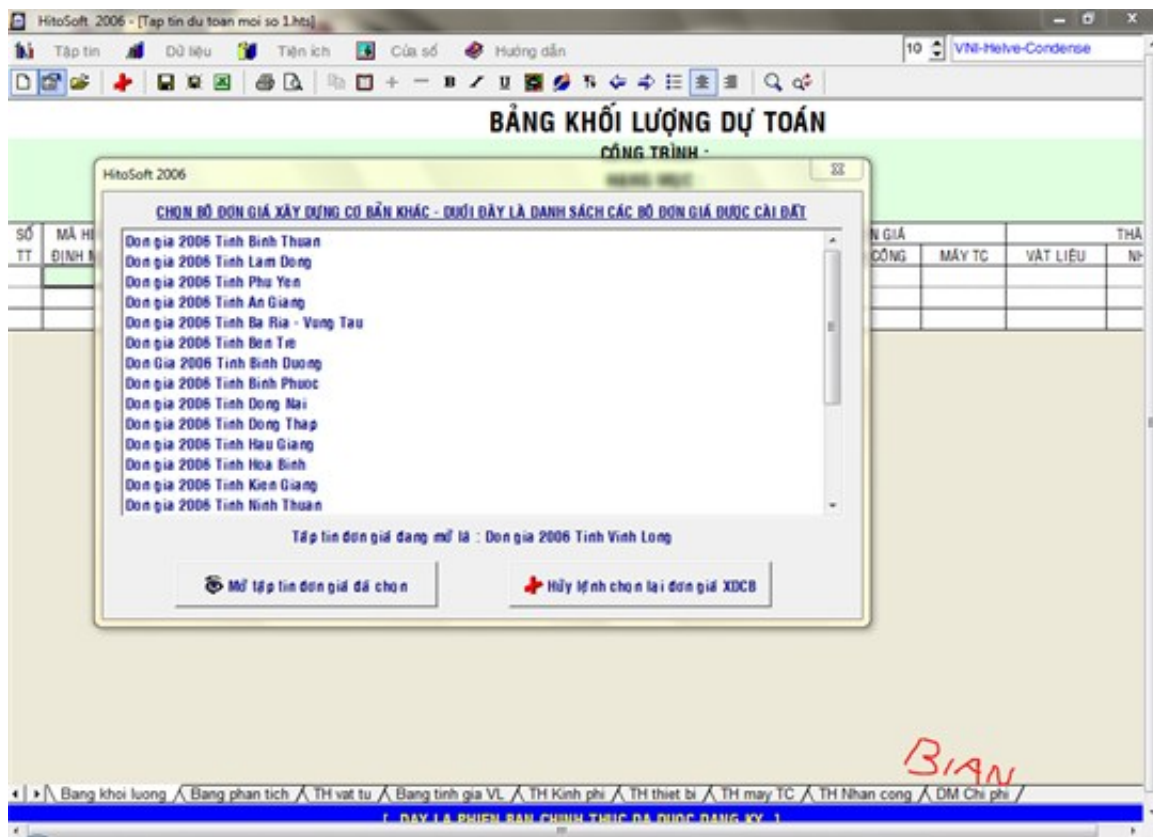 HitoSoft 2006 - [Tap tin du toan moi so 1.hts]
Tập tin Dữ liệu Tiện ích Cửa sổ Hướng dẫn 10 VNI-Helve-Condense
BẢNG KHỐI LƯỢNG DỰ TOÁN
CÔNG TRÌNH :
HitoSoft 2006
CHỌN BỘ ĐƠN GIÁ XÂY DỰNG CƠ BẢN KHÁC - DƯỚI ĐÂY LÀ DANH SÁCH CÁC BỘ ĐƠN GIÁ ĐƯỢC CÀI ĐẶT
SỐ MÃ HI N GIÁ THÀ
TT ĐỊNH M CÔNG MÁY TC VẬT LIỆU NH
Don gia 2006 Tinh Binh Thuan
Don gia 2006 Tinh Lam Dong
Don gia 2006 Tinh Phu Yen
Don gia 2006 Tinh An Giang
Don gia 2006 Tinh Ba Ria - Vung Tau
Don gia 2006 Tinh Ben Tre
Don Gia 2006 Tinh Binh Duong
Don gia 2006 Tinh Binh Phuoc
Don gia 2006 Tinh Dong Nai
Don gia 2006 Tinh Dong Thap
Don gia 2006 Tinh Hau Giang
Don gia 2006 Tinh Hoa Binh
Don gia 2006 Tinh Kien Giang
Don gia 2006 Tinh Ninh Thuan
Tập tin đơn giá đang mở là : Don gia 2006 Tinh Vinh Long
Mở tập tin đơn giá đã chọn Hủy lệnh chọn lại đơn giá XDCB
BIAN
Bang khoi luong Bang phan tich TH vat tu Bang tinh gia VL TH Kinh phi TH thiet bi TH may TC TH Nhan cong DM Chi phi
[ DAY LA PHIEN BAN CHINH THUC DA DUOC DANG KY ]